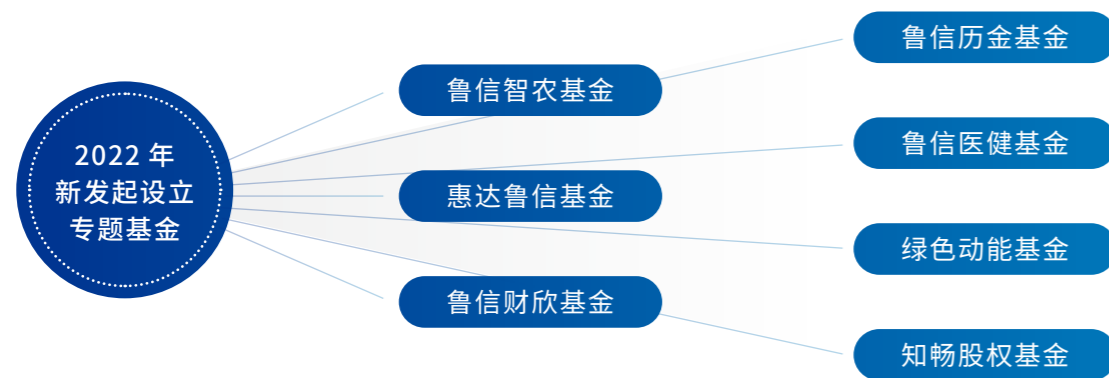 2022 年
新发起设立
专题基金
鲁信智农基金
惠达鲁信基金
鲁信财欣基金
鲁信历金基金
鲁信医健基金
绿色动能基金
知畅股权基金